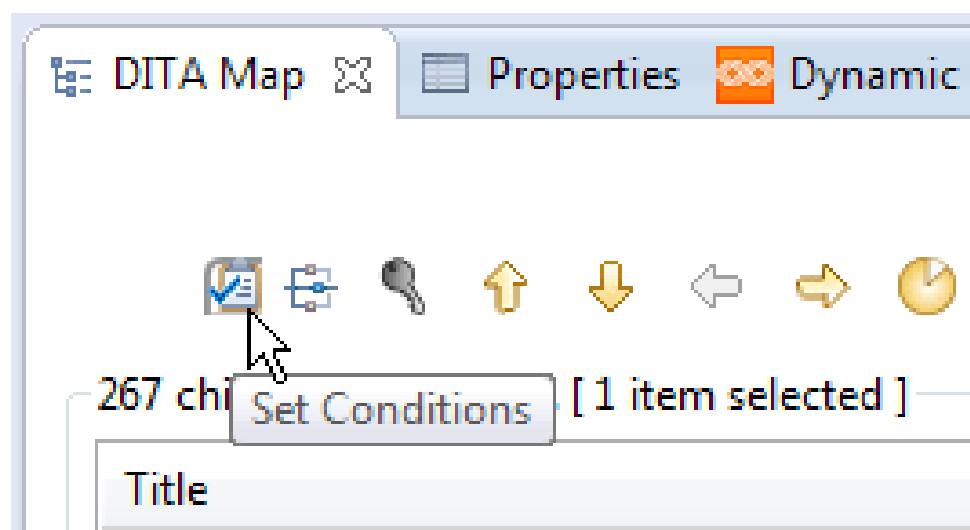 DITA Map Properties Dynamic
267 chi [ 1 item selected ]
Set Conditions
Title